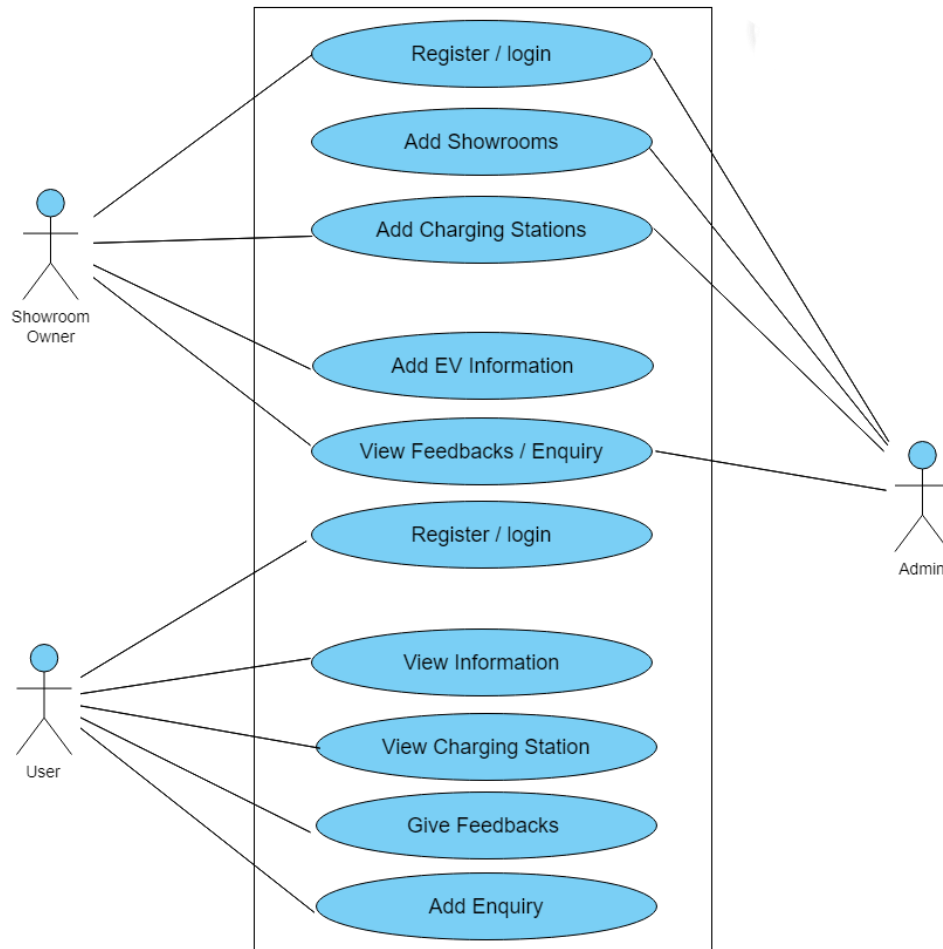 Register / login
Add Showrooms
Add Charging Stations
Showroom
Owner
Add EV Information
View Feedbacks / Enquiry
Register / login
Admin
View Information
View Charging Station
User
Give Feedbacks
Add Enquiry